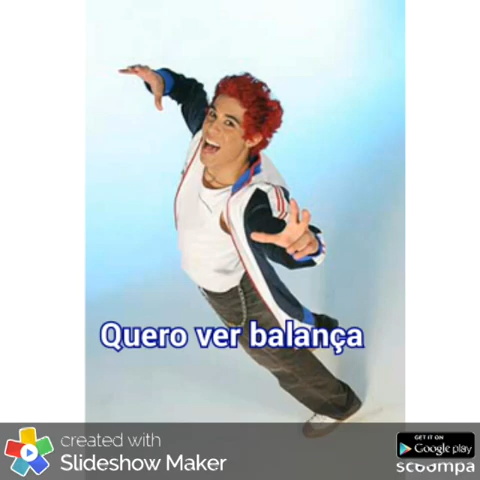 Quero ver balança
created with
Slideshow Maker
GET IT ON
Google play
scoompa